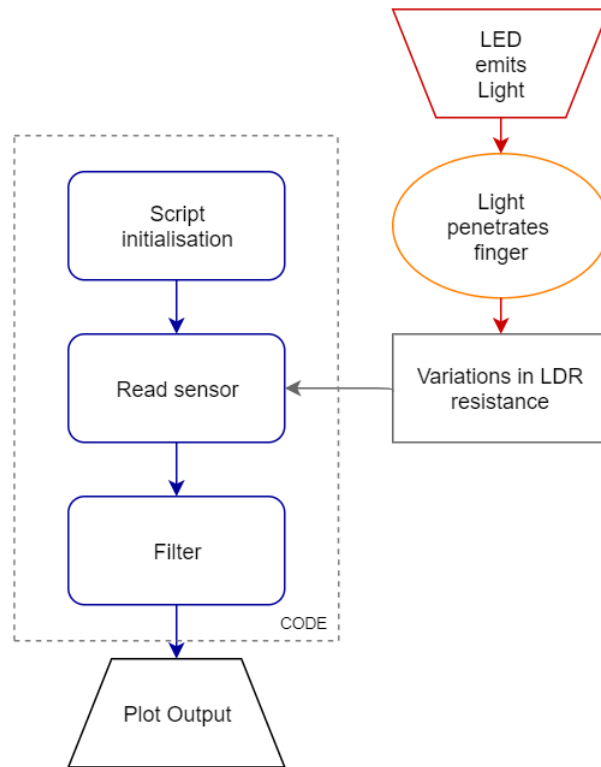 LED
emits
Light
Script
initialisation
Light
penetrates
finger
Read sensor
Variations in LDR
resistance
Filter
CODE
Plot Output